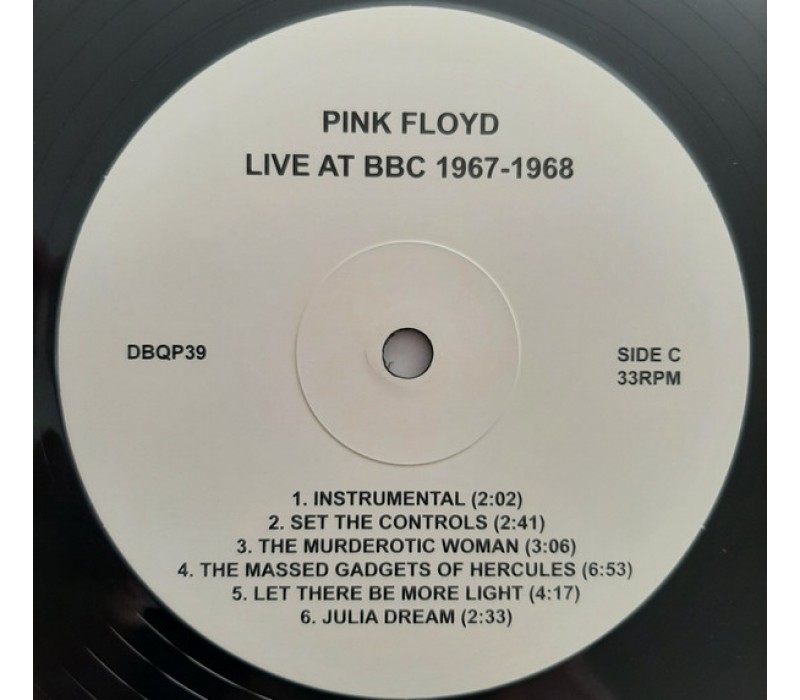 PINK FLOYD
LIVE AT BBC 1967-1968
DBQP39
SIDE C
33RPM
1. INSTRUMENTAL (2:02)
2. SET THE CONTROLS (2:41)
3. THE MURDEROTIC WOMAN (3:06)
4. THE MASSED GADGETS OF HERCULES (6:53)
5. LET THERE BE MORE LIGHT (4:17)
6. JULIA DREAM (2:33)